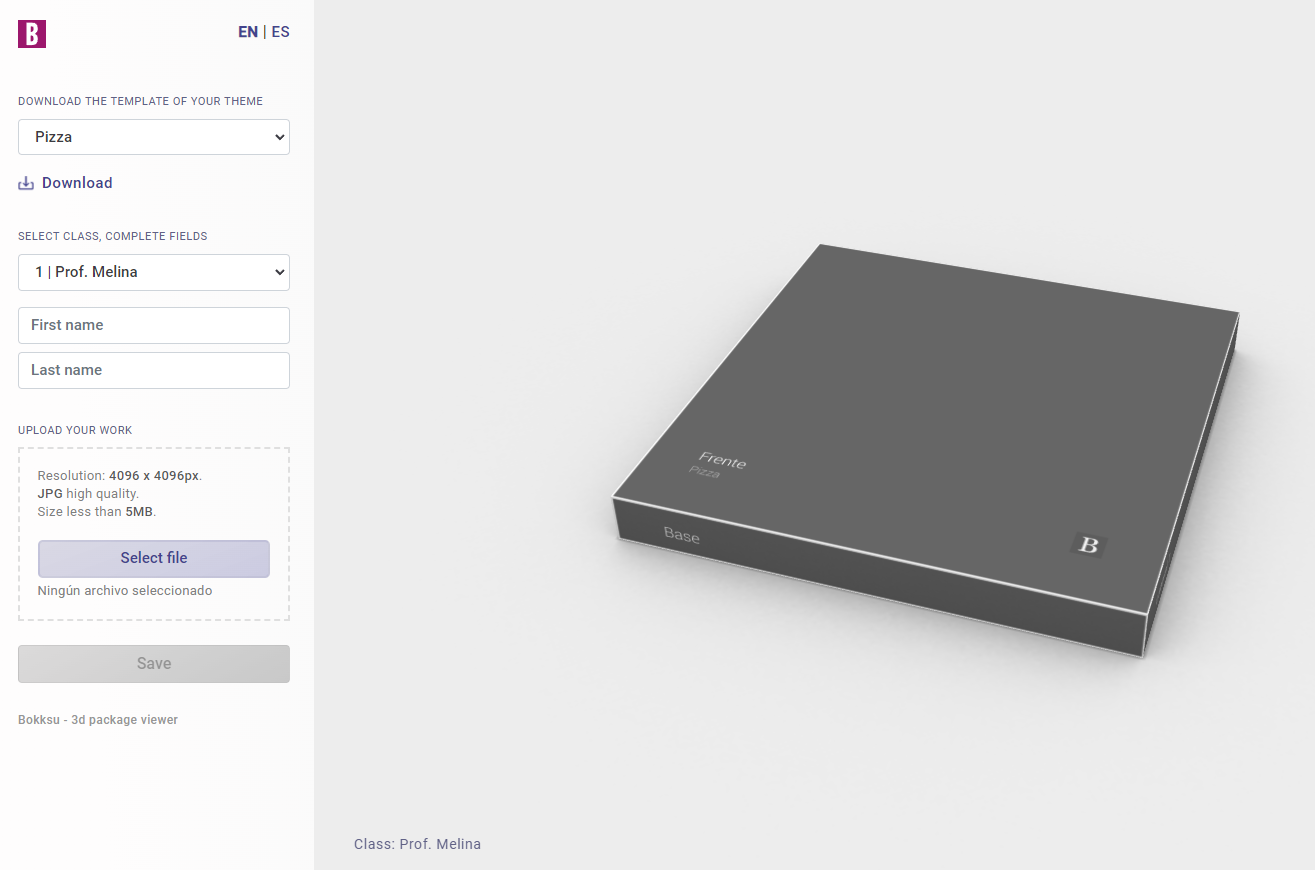 B
EN | ES
DOWNLOAD THE TEMPLATE OF YOUR THEME
Pizza
Download
SELECT CLASS, COMPLETE FIELDS
1 | Prof. Melina
First name
Last name
UPLOAD YOUR WORK
Resolution: 4096 x 4096px.
JPG high quality.
Size less than 5MB.
Select file
Ningún archivo seleccionado
Save
Bokksu - 3d package viewer
Frente
Pizza
Base
B
Class: Prof. Melina